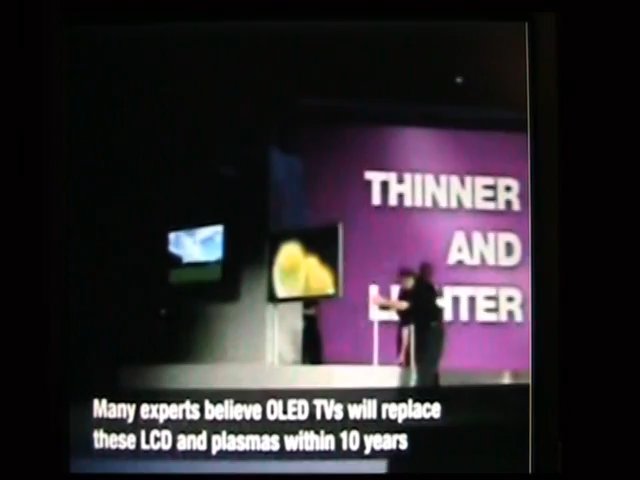 THINNER
AND
Many experts believe OLED TVs will replace
these LCD and plasmas within 10 years